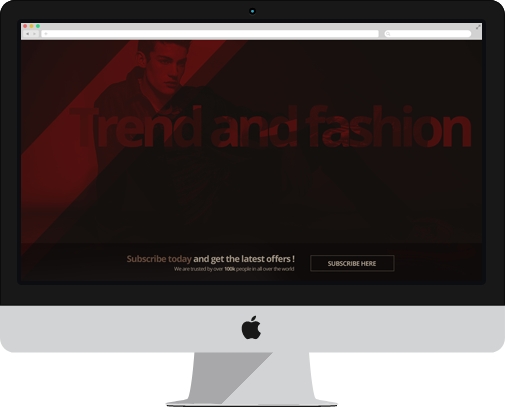 Trend and fashion
Subscribe today and get the latest offers !
We are trusted by over 100k people in all over the world
SUBSCRIBE HERE